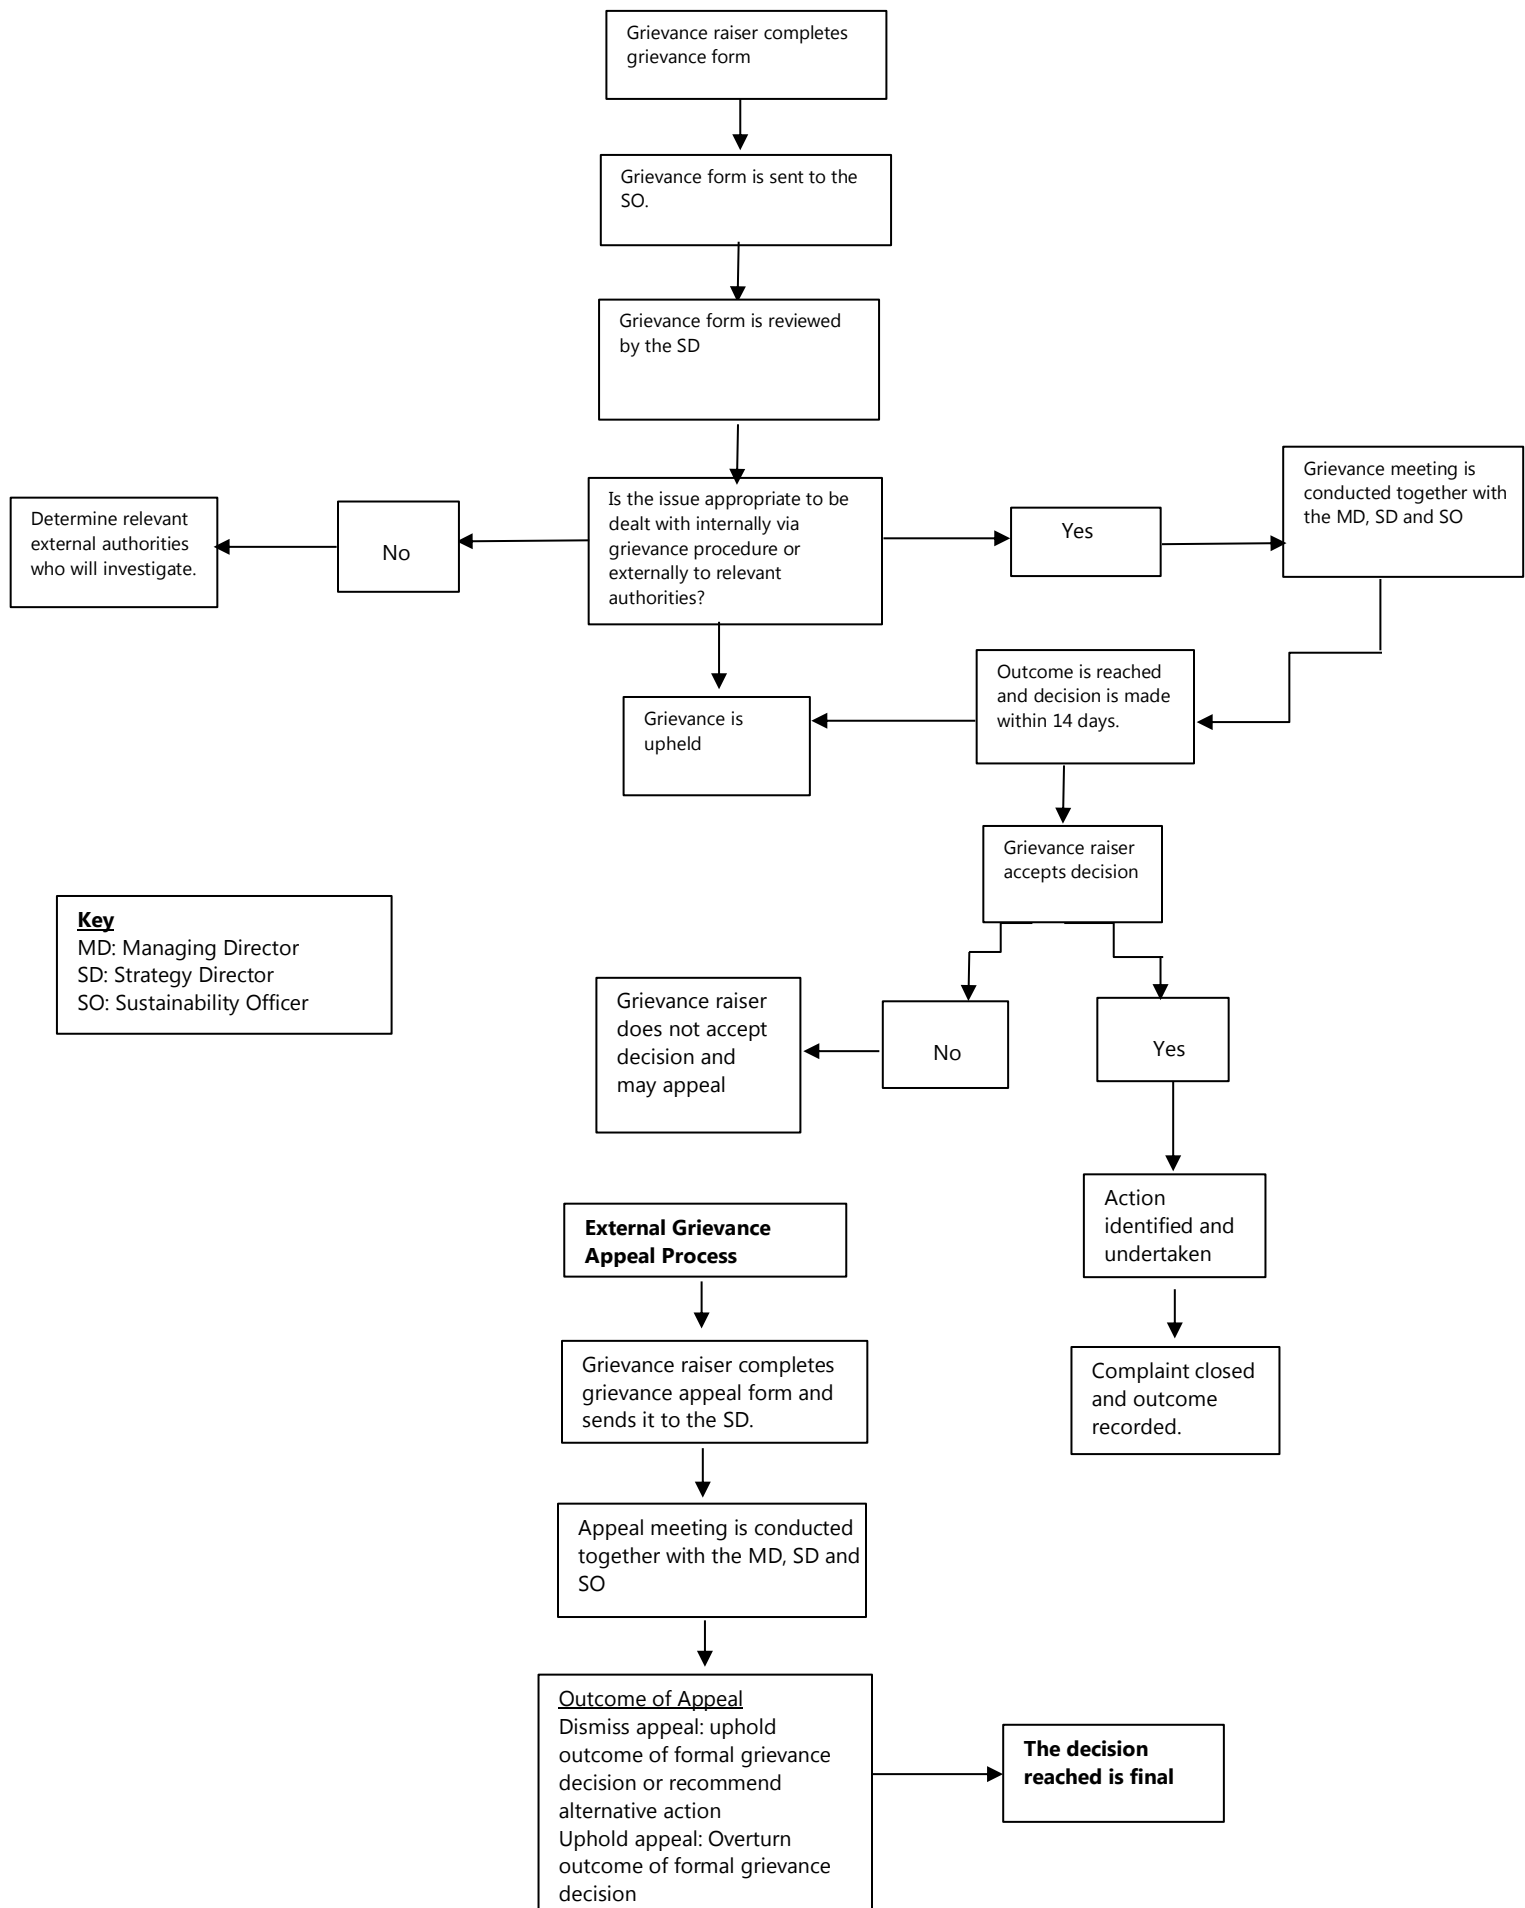 Grievance raiser completes
grievance form
Grievance form is sent to the
SO.
Grievance form is reviewed
by the SD
Is the issue appropriate to be
dealt with internally via
grievance procedure or
externally to relevant
authorities?
No
Determine relevant
external authorities
who will investigate.
Yes
Grievance meeting is
conducted together with
the MD, SD and SO
Outcome is reached
and decision is made
within 14 days.
Grievance is
upheld
Grievance raiser
accepts decision
Key
MD: Managing Director
SD: Strategy Director
SO: Sustainability Officer
No
Grievance raiser
does not accept
decision and
may appeal
Yes
Action
identified and
undertaken
Complaint closed
and outcome
recorded.
External Grievance
Appeal Process
Grievance raiser completes
grievance appeal form and
sends it to the SD.
Appeal meeting is conducted
together with the MD, SD and
SO
Outcome of Appeal
Dismiss appeal: uphold
outcome of formal grievance
decision or recommend
alternative action
Uphold appeal: Overturn
outcome of formal grievance
decision
The decision
reached is final